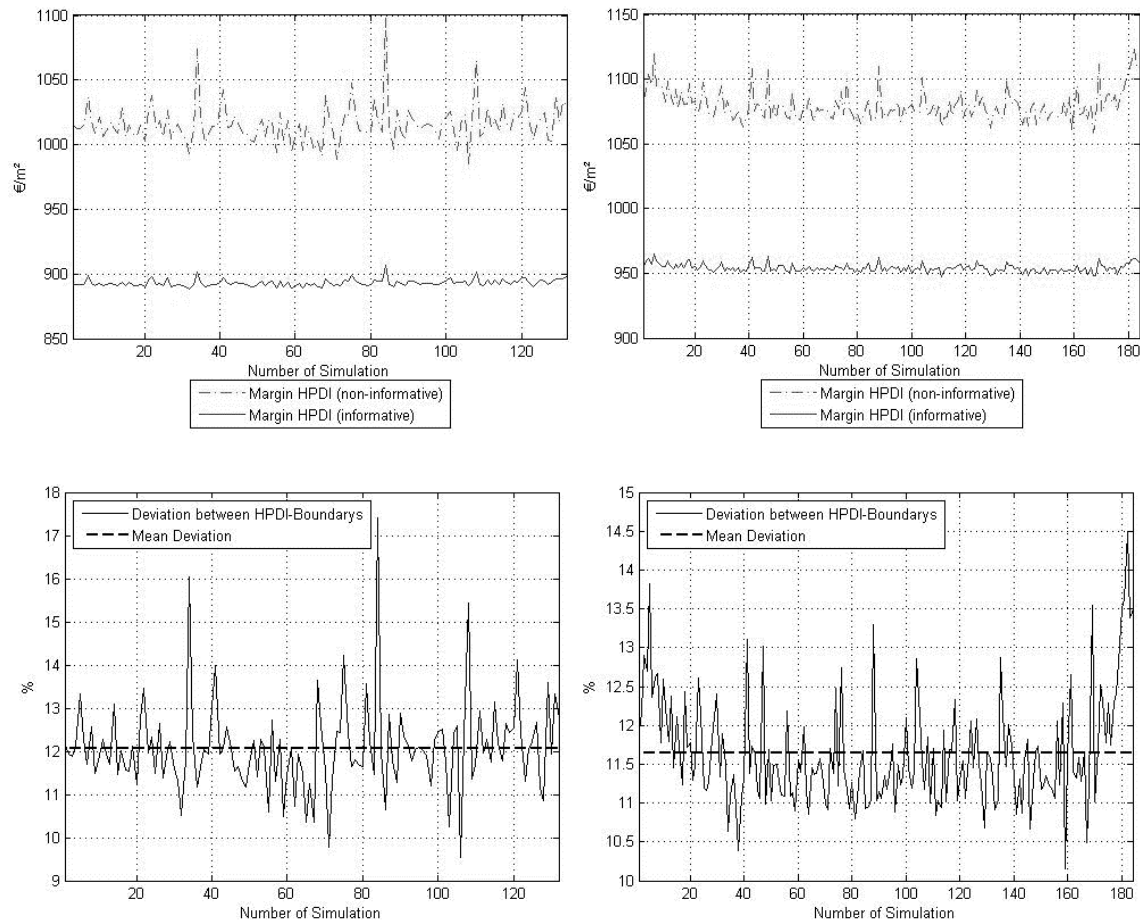 1100
1050
1000
950
900
850
€/m²
20 40 60 80 100 120
Number of Simulation
Margin HPDI (non-informative)
Margin HPDI (informative)
1150
1100
1050
1000
950
900
€/m²
20 40 60 80 100 120 140 160 180
Number of Simulation
Margin HPDI (non-informative)
Margin HPDI (informative)
18
17
16
15
14
13
12
11
10
9
%
Deviation between HPDI-Boundarys
Mean Deviation
20 40 60 80 100 120
Number of Simulation
15
14.5
14
13.5
13
12.5
12
11.5
11
10.5
10
%
Deviation between HPDI-Boundarys
Mean Deviation
20 40 60 80 100 120 140 160 180
Number of Simulation